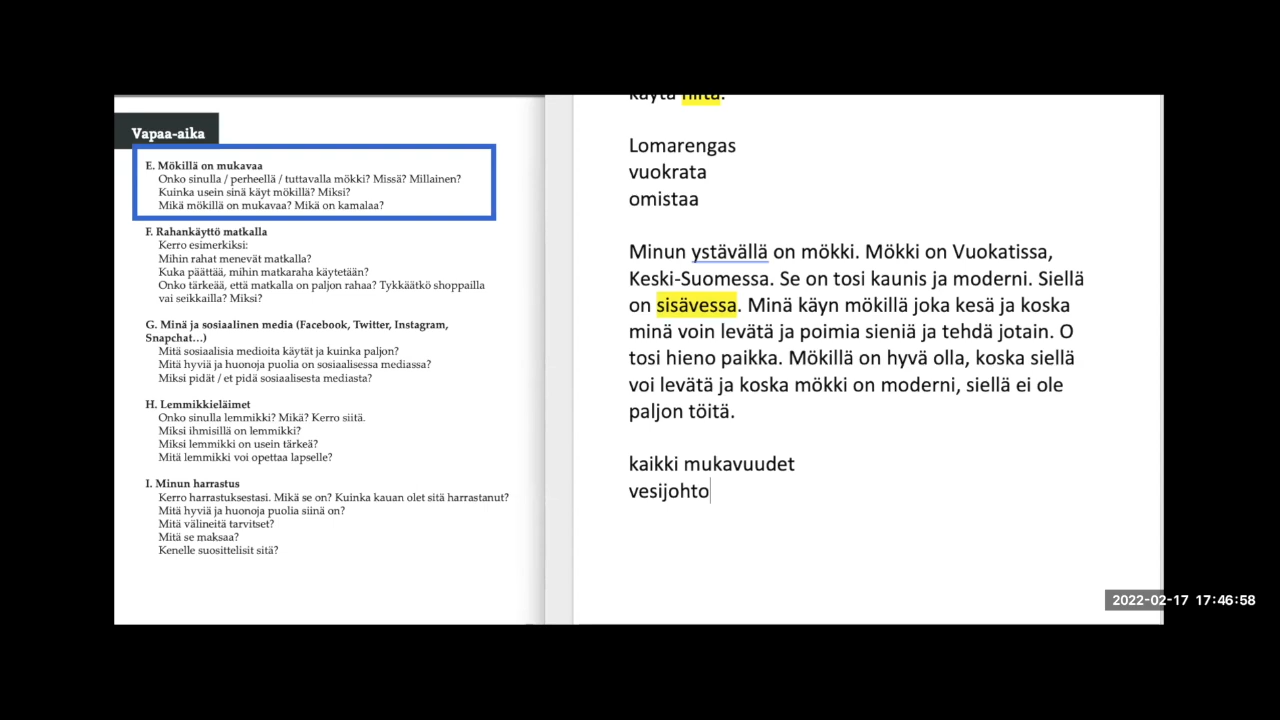 Vapaa-aika
E. Mökillä on mukavaa
Onko sinulla / perheellä / tuttavalla mökki? Missä? Millainen?
Kuinka usein sinä käyt mökillä? Miksi?
Mikä mökillä on mukavaa? Mikä on kamalaa?
F. Rahankäyttö matkalla
Kerro esimerkiksi:
Mihin rahat menevät matkalla?
Kuka päättää, mihin matkaraha käytetään?
Onko tärkeää, että matkalla on paljon rahaa? Tykkäätkö shoppailla
vai seikkailla? Miksi?
G. Minä ja sosiaalinen media (Facebook, Twitter, Instagram,
Snapchat...)
Mitä sosiaalisia medioita käytät ja kuinka paljon?
Mitä hyviä ja huonoja puolia on sosiaalisessa mediassa?
Miksi pidät / et pidä sosiaalisesta mediasta?
H. Lemmikkieläimet
Onko sinulla lemmikki? Mikä? Kerro siitä.
Miksi ihmisillä on lemmikki?
Miksi lemmikki on usein tärkeä?
Mitä lemmikki voi opettaa lapselle?
I. Minun harrastus
Kerro harrastuksestasi. Mikä se on? Kuinka kauan olet sitä harrastanut?
Mitä hyviä ja huonoja puolia siinä on?
Mitä välineitä tarvitset?
Mitä se maksaa?
Kenelle suosittelisit sitä?
käytä niitä.
Lomarengas
vuokrata
omistaa
Minun ystävällä on mökki. Mökki on Vuokatissa,
Keski-Suomessa. Se on tosi kaunis ja moderni. Siellä
on sisävessa. Minä käyn mökillä joka kesä ja koska
minä voin levätä ja poimia sieniä ja tehdä jotain. O
tosi hieno paikka. Mökillä on hyvä olla, koska siellä
voi levätä ja koska mökki on moderni, siellä ei ole
paljon töitä.
kaikki mukavuudet
vesijohto
2022-02-17 17:46:58